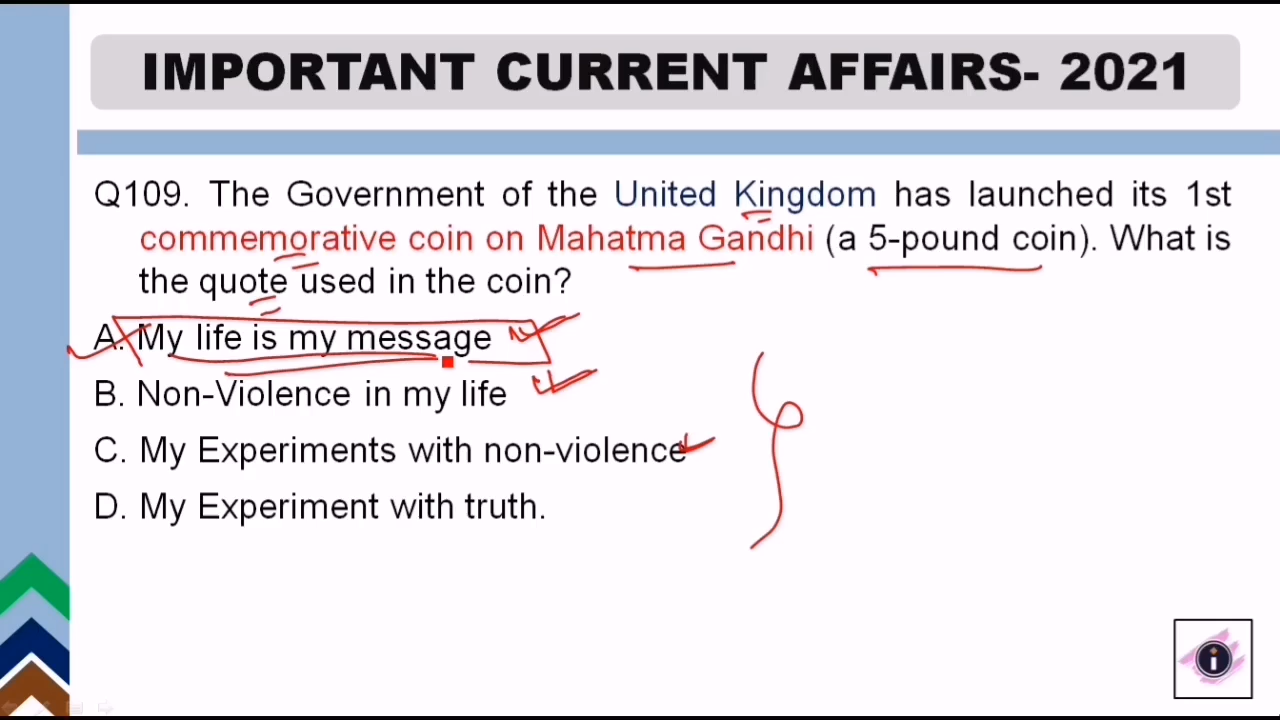 IMPORTANT CURRENT AFFAIRS- 2021
Q109. The Government of the United Kingdom has launched its 1st
commemorative coin on Mahatma Gandhi (a 5-pound coin). What is
the quote used in the coin?
A. My life is my message
B. Non-Violence in my life
C. My Experiments with non-violence
D. My Experiment with truth.
i